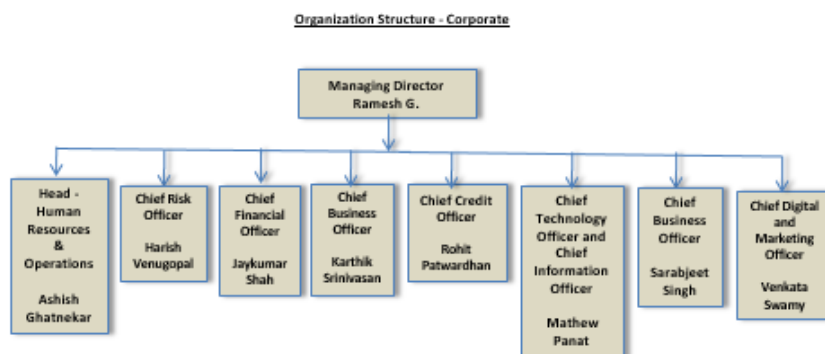 Organization Structure - Corporate
Managing Director
Ramesh G.
Head -
Human
Resources
&
Operations
Ashish
Ghatnekar
Chief Risk
Officer
Harish
Venugopal
Chief
Financial
Officer
Jaykumar
Shah
Chief
Business
Officer
Karthik
Srinivasan
Chief Credit
Officer
Rohit
Patwardhan
Chief
Technology
Officer and
Chief
Information
Officer
Mathew
Panat
Chief
Business
Officer
Sarabjeet
Singh
Chief Digital
and
Marketing
Officer
Venkata
Swamy